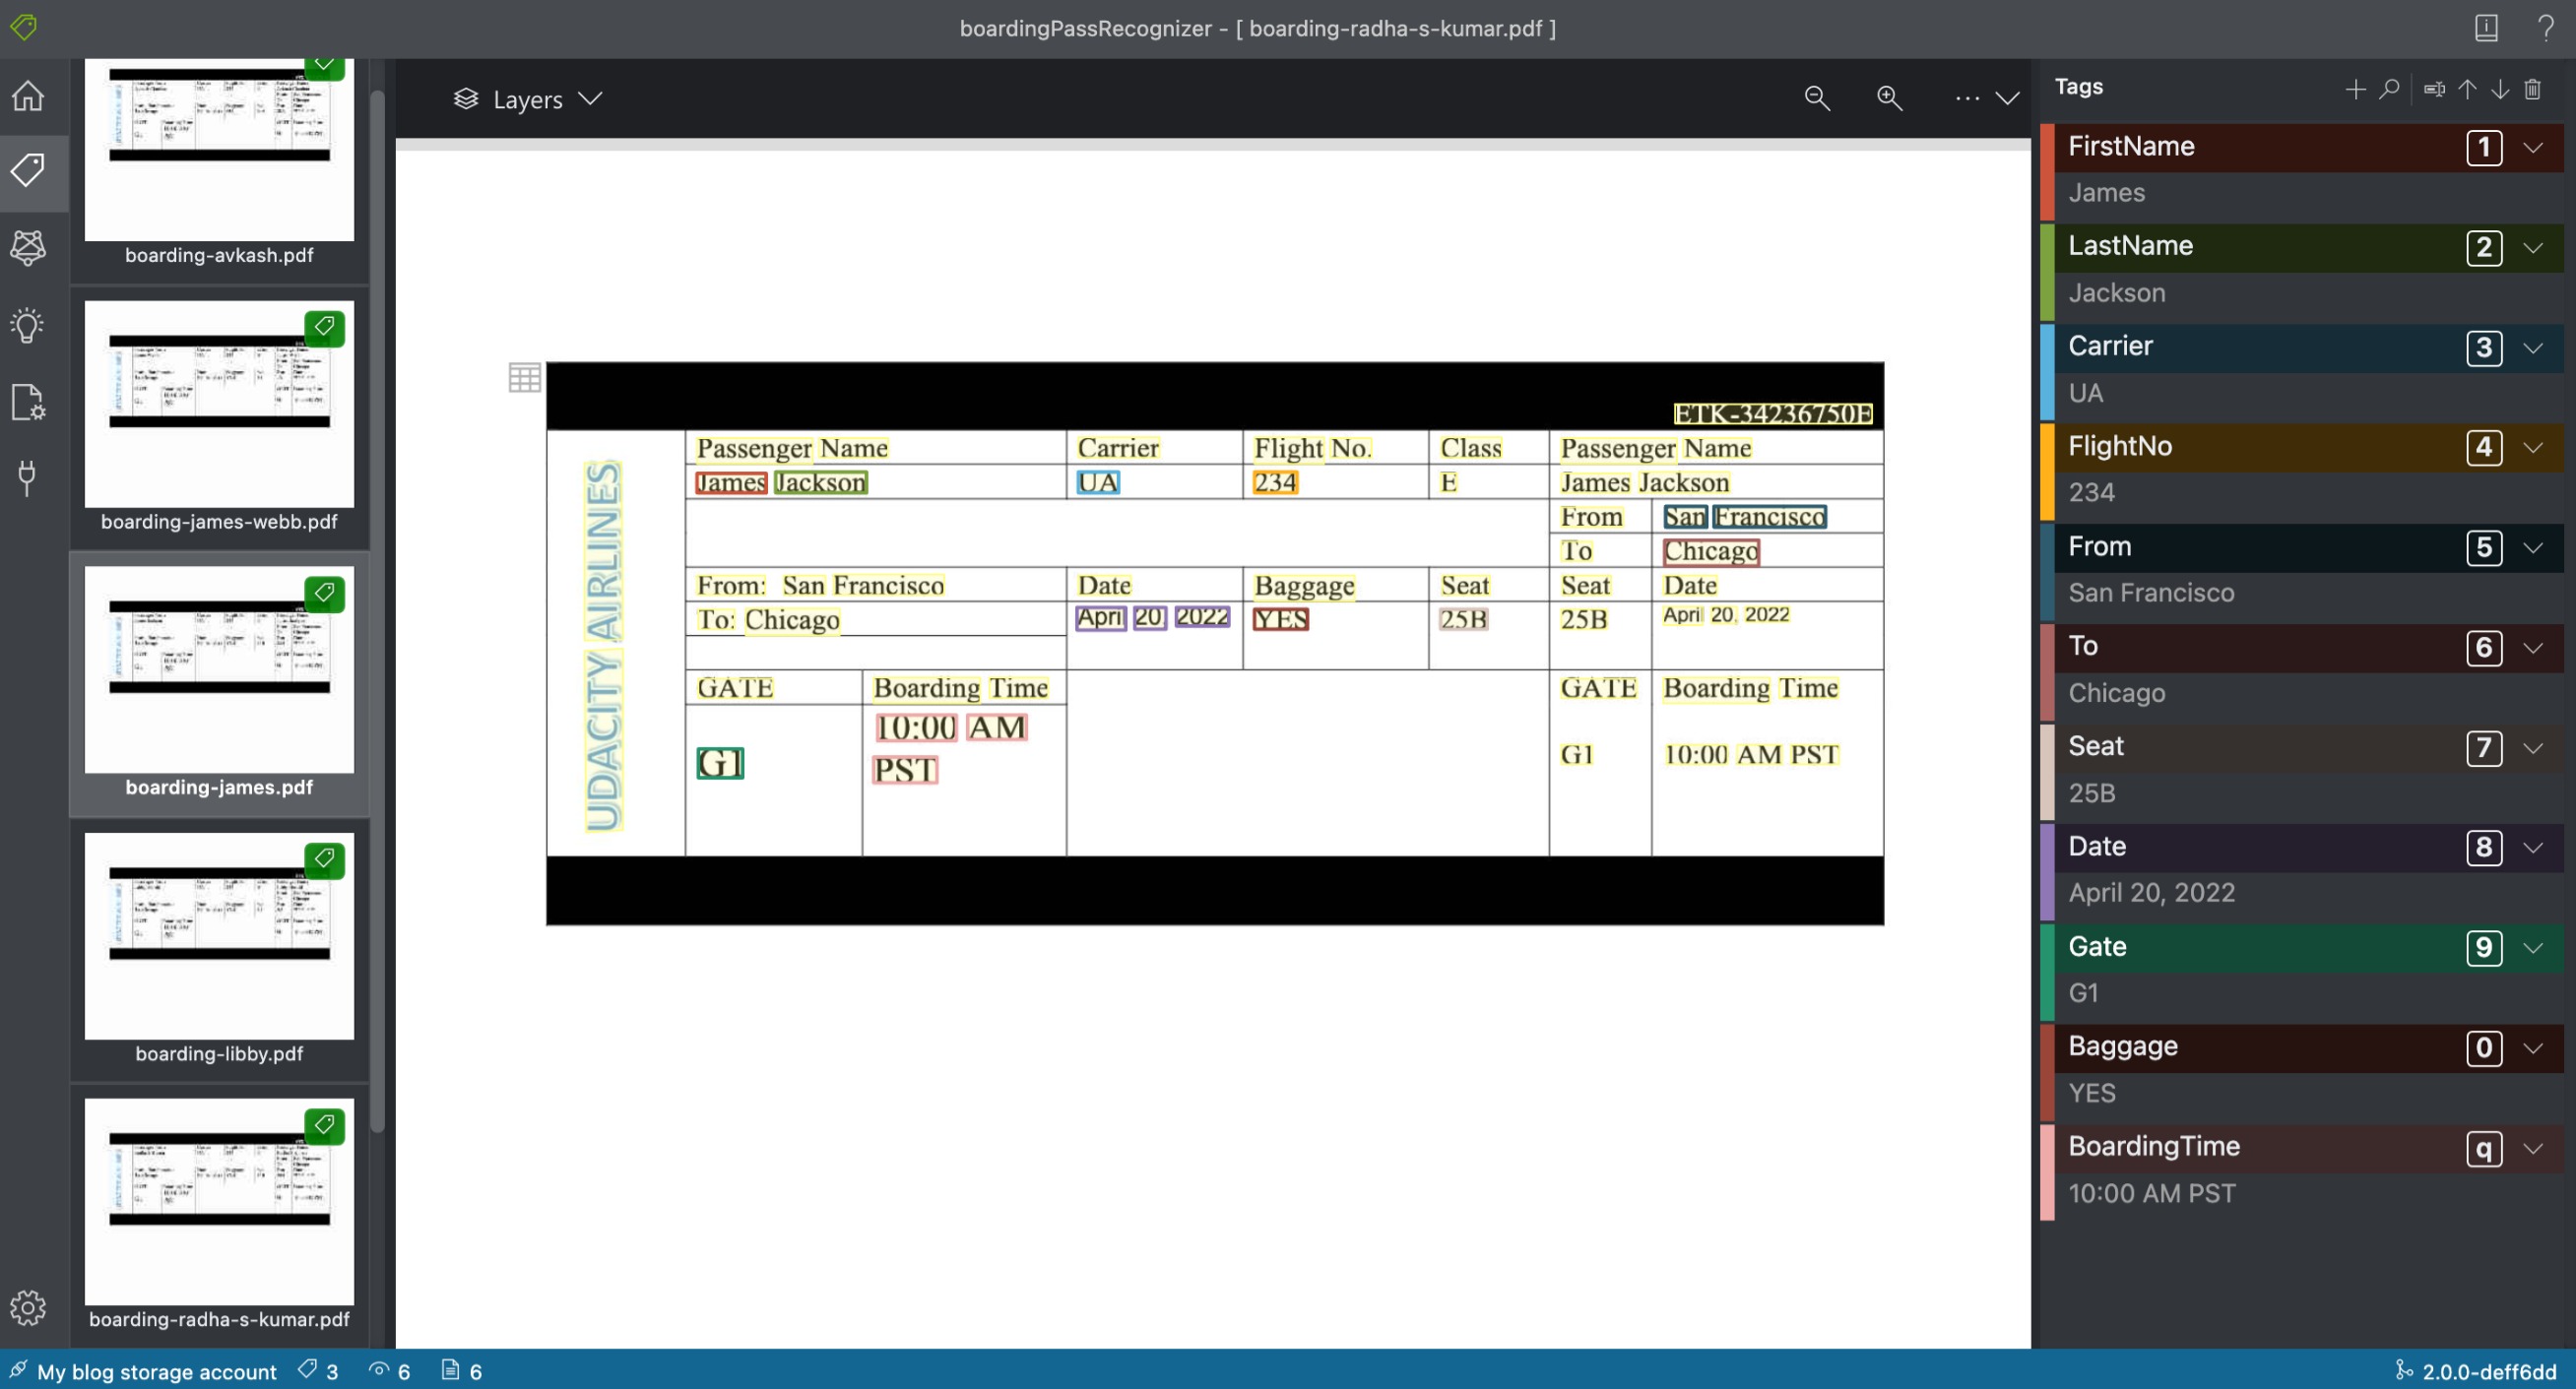 boardingPassRecognizer - [ boarding-radha-s-kumar.pdf ]
boarding-avkash.pdf
boarding-james-webb.pdf
boarding-james.pdf
boarding-libby.pdf
boarding-radha-s-kumar.pdf
Layers
ETK-34236750E
UDACITY AIRLINES
Passenger Name Carrier Flight No. Class Passenger Name
James Jackson UA 234 E James Jackson
From San Francisco
To Chicago
From: San Francisco Date Baggage Seat Seat Date
To: Chicago April 20, 2022 YES 25B 25B April 20, 2022
GATE Boarding Time GATE Boarding Time
G1 10:00 AM
PST
G1 10:00 AM PST
Tags
FirstName 1
James
LastName 2
Jackson
Carrier 3
UA
FlightNo 4
234
From 5
San Francisco
To 6
Chicago
Seat 7
25B
Date 8
April 20, 2022
Gate 9
G1
Baggage 0
YES
BoardingTime q
10:00 AM PST
My blog storage account 3 6 6
2.0.0-deff6dd